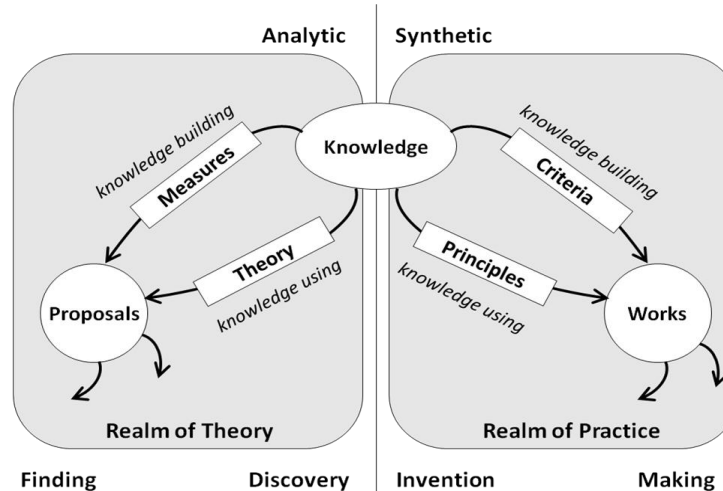 Analytic
Synthetic
knowledge building
Measures
Knowledge
knowledge building
Criteria
Theory
knowledge using
Principles
knowledge using
Proposals
Works
Realm of Theory
Realm of Practice
Finding
Discovery
Invention
Making